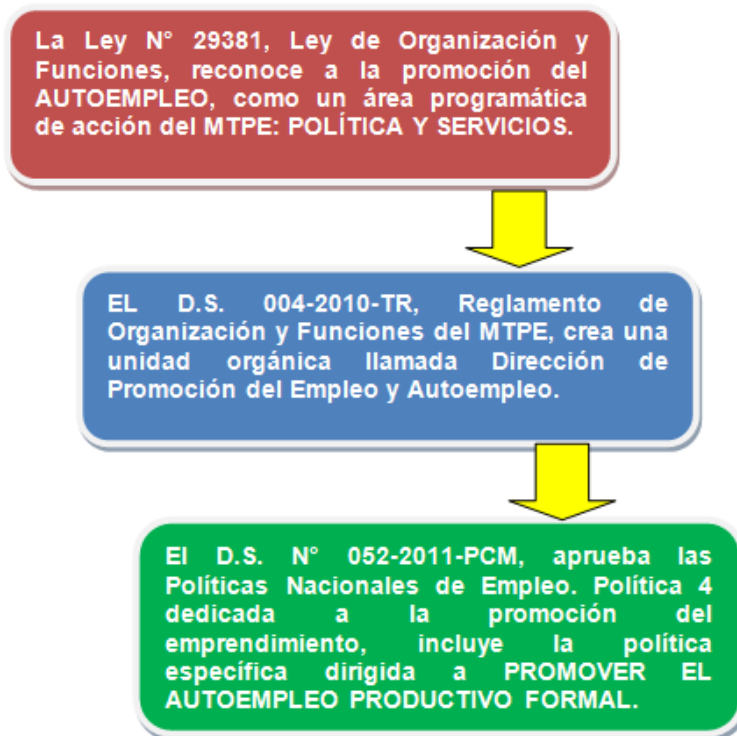 La Ley N° 29381, Ley de Organización y
Funciones, reconoce a la promoción del
AUTOEMPLEO, como un área programática
de acción del MTPE: POLÍTICA Y SERVICIOS.
EL D.S. 004-2010-TR, Reglamento de
Organización y Funciones del MTPE, crea una
unidad orgánica llamada Dirección de
Promoción del Empleo y Autoempleo.
El D.S. N° 052-2011-PCM, aprueba las
Políticas Nacionales de Empleo. Política 4
dedicada a la promoción del
emprendimiento, incluye la política
específica dirigida a PROMOVER EL
AUTOEMPLEO PRODUCTIVO FORMAL.